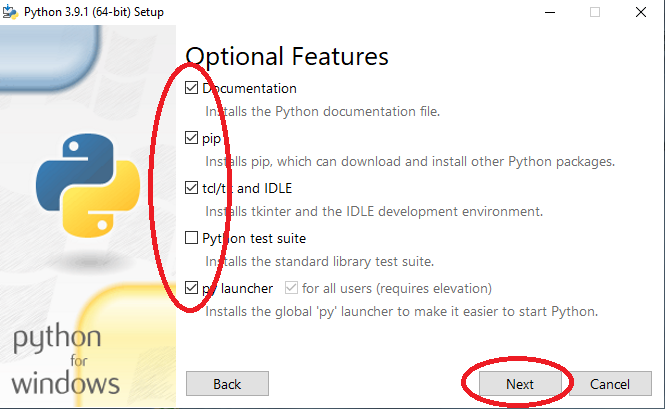 Python 3.9.1 (64-bit) Setup
Optional Features
Documentation
Installs the Python documentation file.
pip
Installs pip, which can download and install other Python packages.
tcl/tk and IDLE
Installs tkinter and the IDLE development environment.
Python test suite
Installs the standard library test suite.
py launcher for all users (requires elevation)
Installs the global 'py' launcher to make it easier to start Python.
python
for
windows
Back Next Cancel